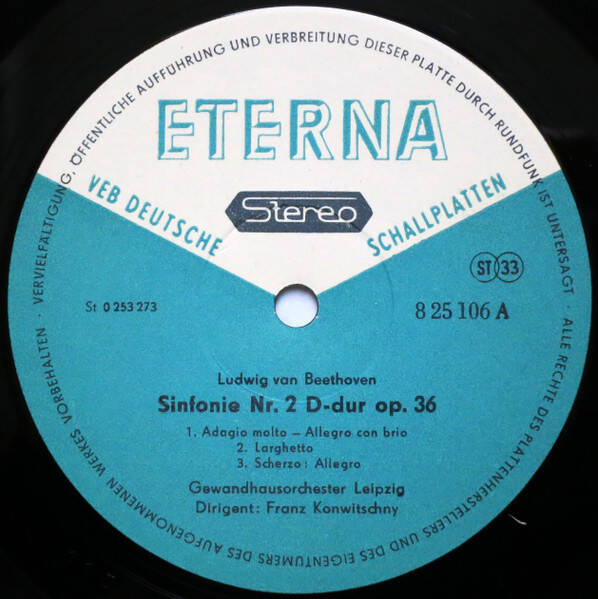 ALLE RECHTE DES PLATTENHERSTELLERS UND DES EIGENTUMERS DES AUFGENOMMENEN WERKES VORBEHALTEN · VERVIELFÄLTIGUNG, ÖFFENTLICHE AUFFÜHRUNG UND VERBREITUNG DIESER PLATTE DURCH RUNDFUNK IST UNTERSAGT ·
ETERNA
VEB DEUTSCHE SCHALLPLATTEN
Stereo
ST 33
St 0 253 273
8 25 106 A
Ludwig van Beethoven
Sinfonie Nr. 2 D-dur op. 36
1. Adagio molto – Allegro con brio
2. Larghetto
3. Scherzo: Allegro
Gewandhausorchester Leipzig
Dirigent: Franz Konwitschny